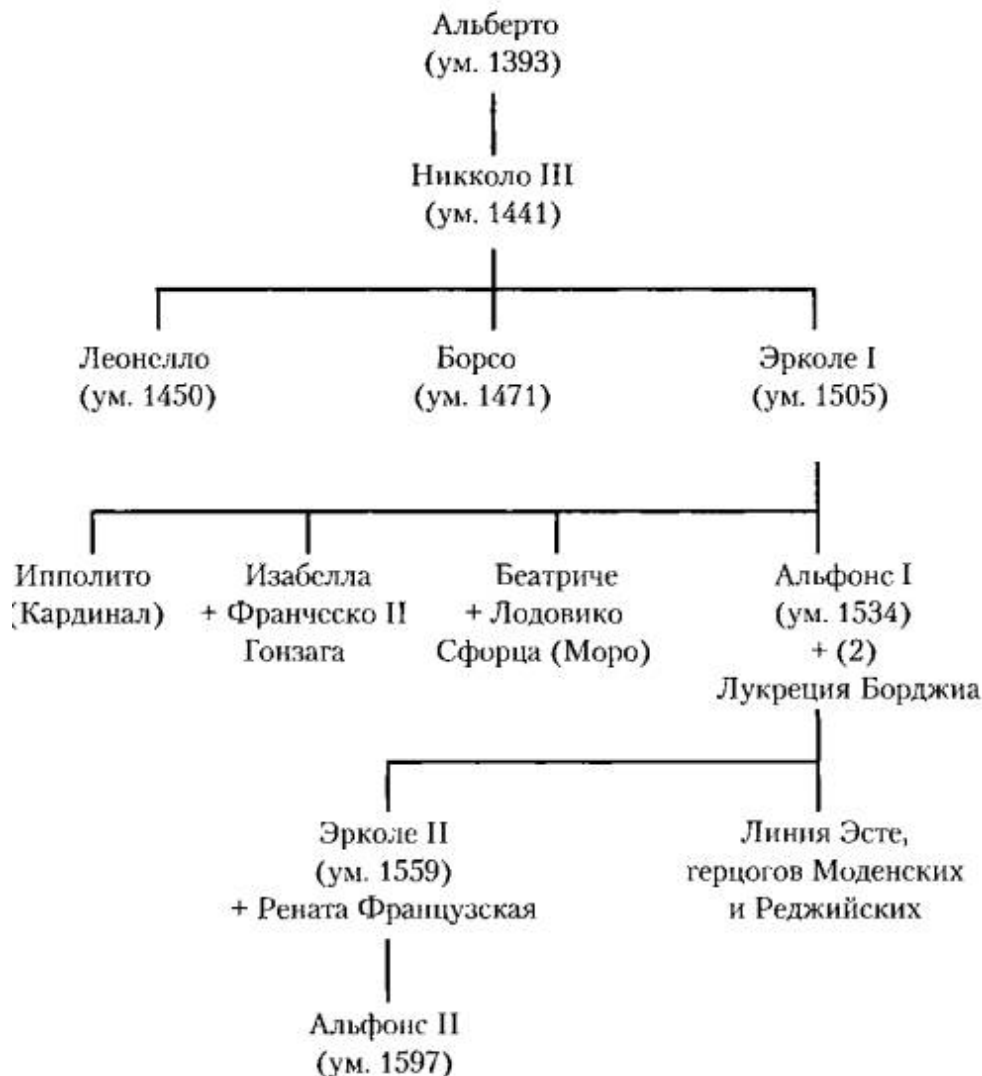 Альберто
(ум. 1393)
Никколо III
(ум. 1441)
Леонелло
(ум. 1450)
Борсо
(ум. 1471)
Эрколе I
(ум. 1505)
Ипполито
(Кардинал)
Изабелла
+ Франческо II
Гонзага
Беатриче
+ Лодовико
Сфорца (Моро)
Альфонс I
(ум. 1534)
+ (2)
Лукреция Борджиа
Эрколе II
(ум. 1559)
+ Рената Французская
Линия Эсте,
герцогов Моденских
и Реджийских
Альфонс II
(ум. 1597)